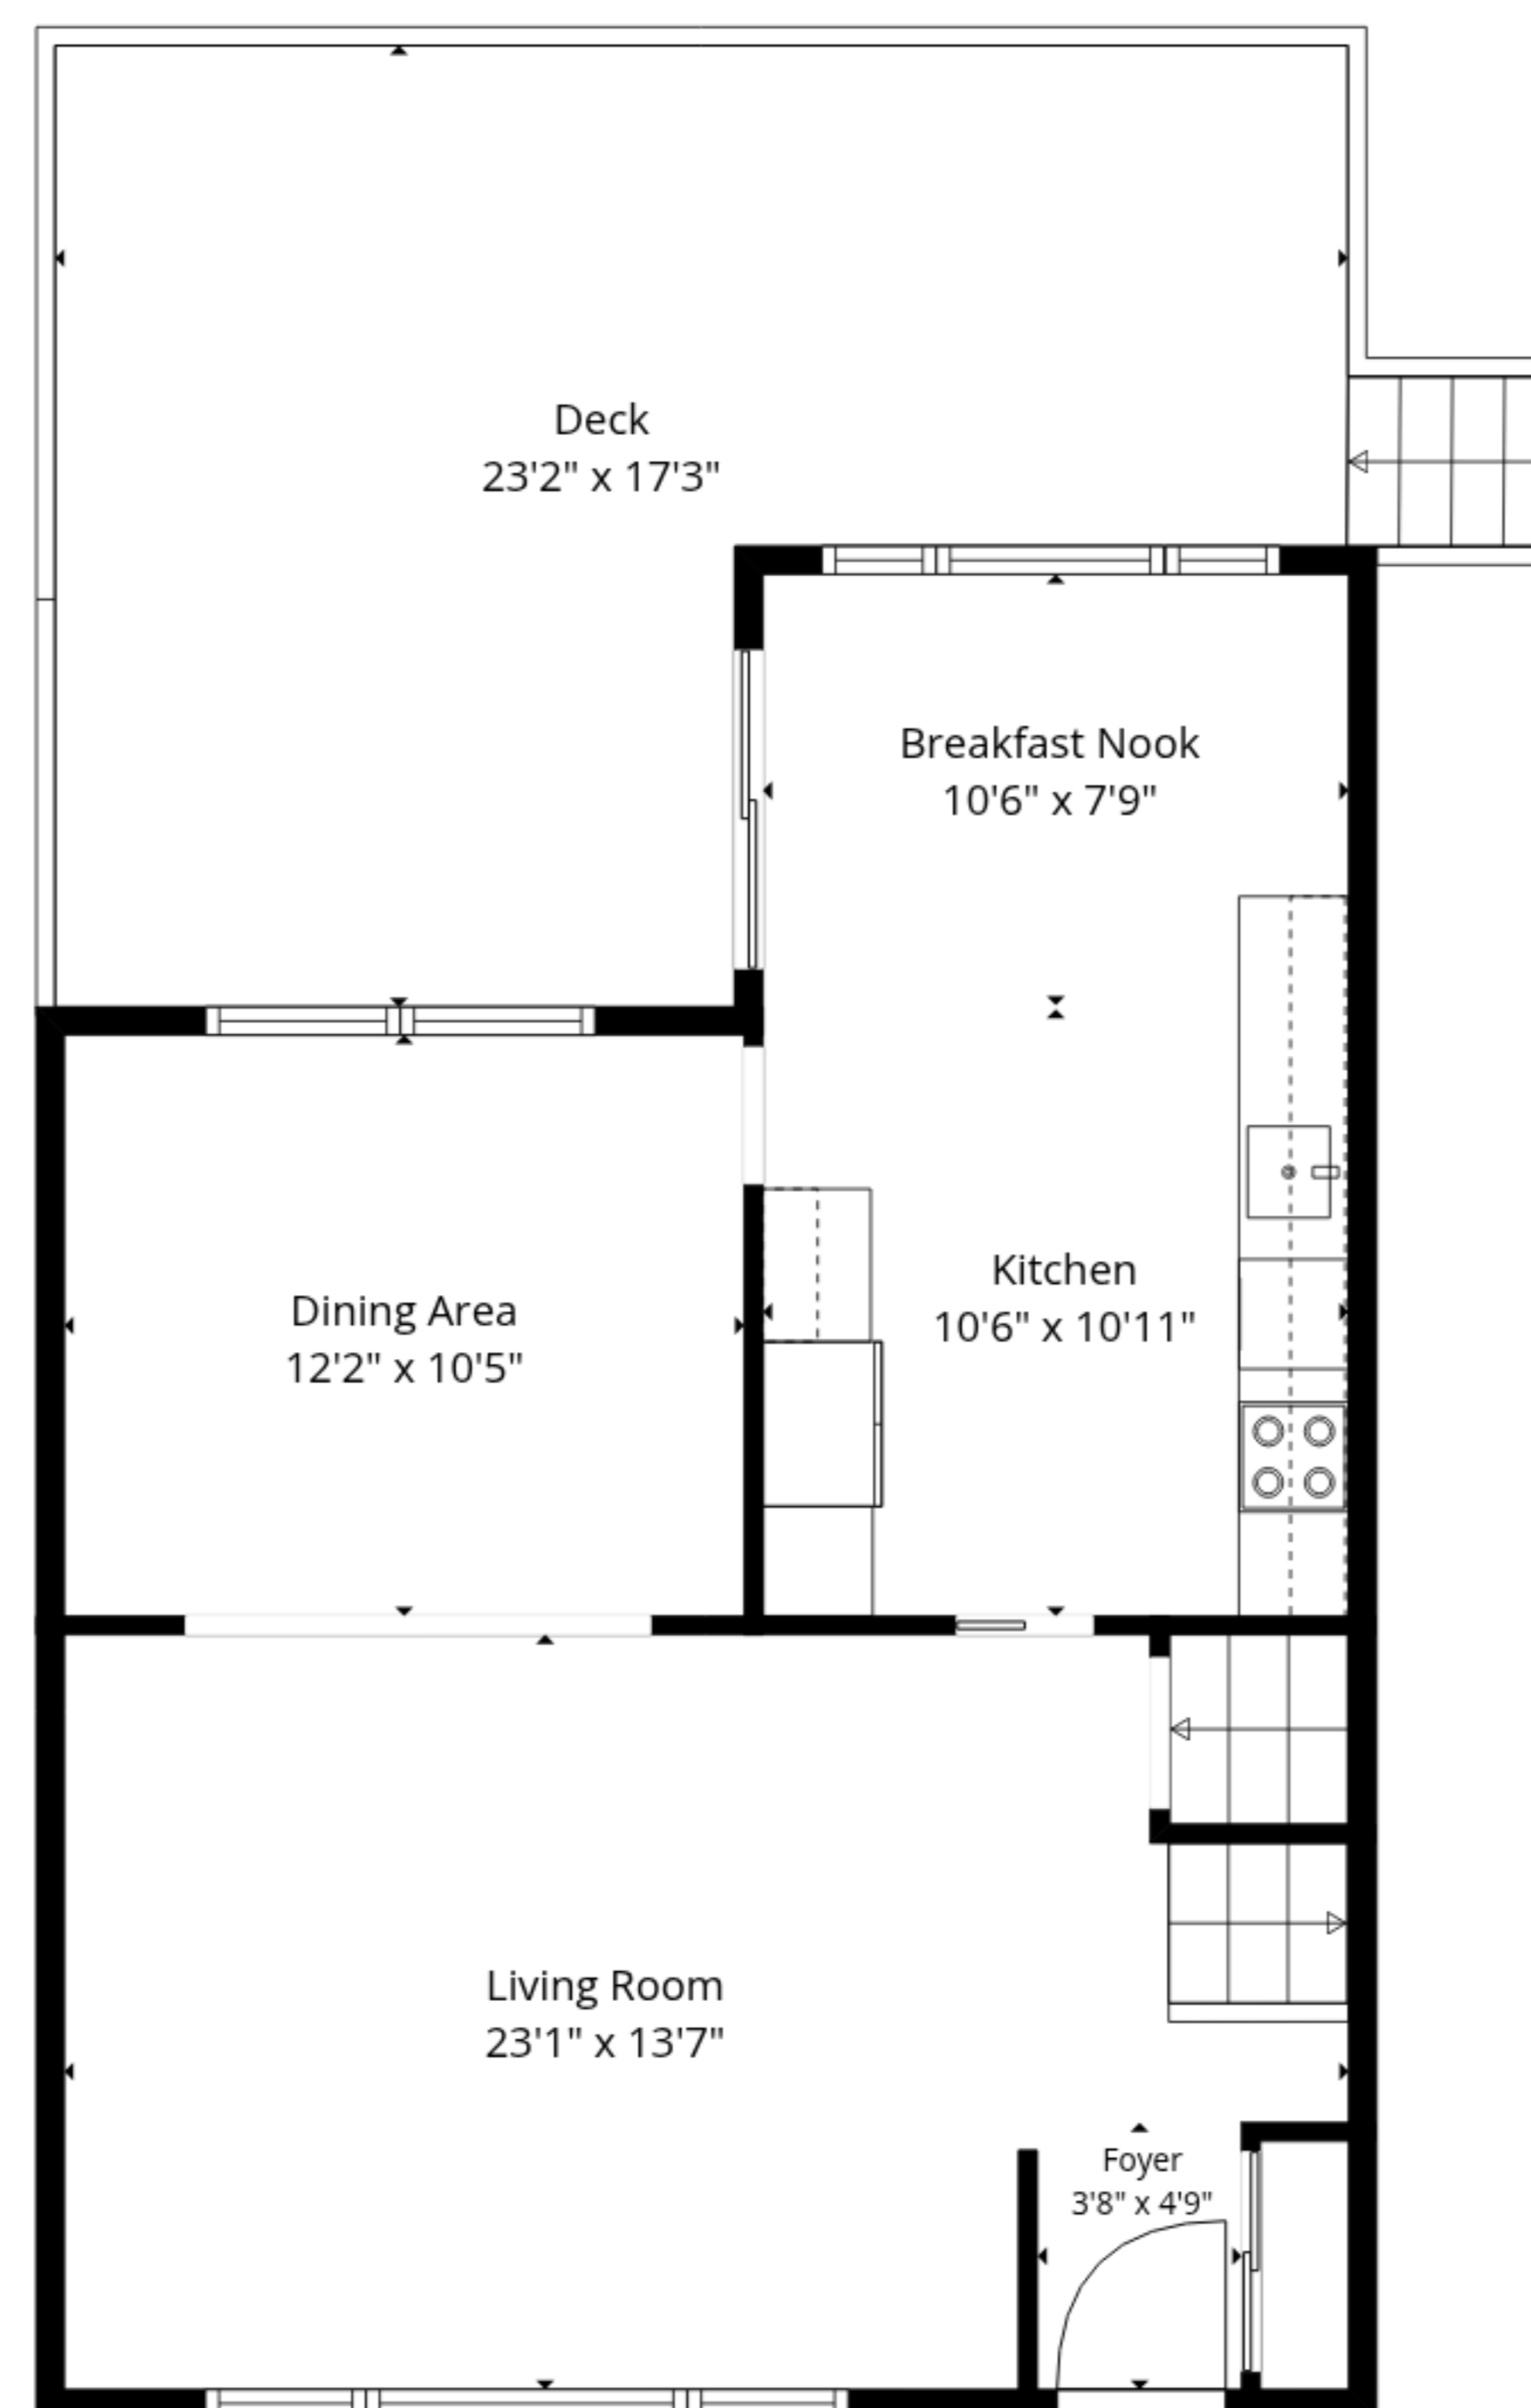 Deck
23'2" x 17'3"
Breakfast Nook
10'6" x 7'9"
Kitchen
10'6" x 10'11"
Dining Area
12'2" x 10'5"
Living Room
23'1" x 13'7"
Foyer
3'8" x 4'9"